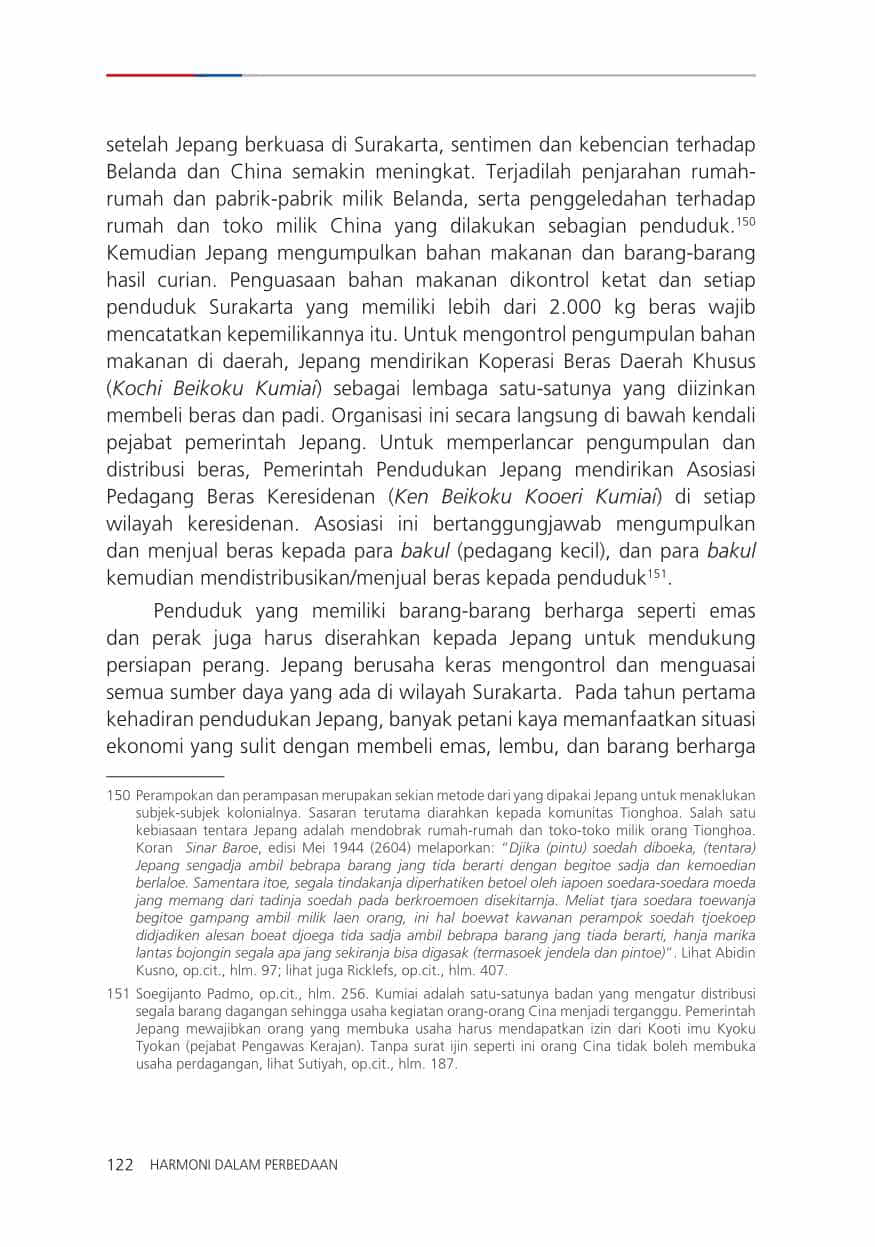 setelah Jepang berkuasa di Surakarta, sentimen dan kebencian terhadap
Belanda dan China semakin meningkat. Terjadilah penjarahan rumah-
rumah dan pabrik-pabrik milik Belanda, serta penggeledahan terhadap
rumah dan toko milik China yang dilakukan sebagian penduduk.150
Kemudian Jepang mengumpulkan bahan makanan dan barang-barang
hasil curian. Penguasaan bahan makanan dikontrol ketat dan setiap
penduduk Surakarta yang memiliki lebih dari 2.000 kg beras wajib
mencatatkan kepemilikannya itu. Untuk mengontrol pengumpulan bahan
makanan di daerah, Jepang mendirikan Koperasi Beras Daerah Khusus
(Kochi Beikoku Kumiai) sebagai lembaga satu-satunya yang diizinkan
membeli beras dan padi. Organisasi ini secara langsung di bawah kendali
pejabat pemerintah Jepang. Untuk memperlancar pengumpulan dan
distribusi beras, Pemerintah Pendudukan Jepang mendirikan Asosiasi
Pedagang Beras Keresidenan (Ken Beikoku Kooeri Kumiai) di setiap
wilayah keresidenan. Asosiasi ini bertanggungjawab mengumpulkan
dan menjual beras kepada para bakul (pedagang kecil), dan para bakul
kemudian mendistribusikan/menjual beras kepada penduduk151.
Penduduk yang memiliki barang-barang berharga seperti emas
dan perak juga harus diserahkan kepada Jepang untuk mendukung
persiapan perang. Jepang berusaha keras mengontrol dan menguasai
semua sumber daya yang ada di wilayah Surakarta. Pada tahun pertama
kehadiran pendudukan Jepang, banyak petani kaya memanfaatkan situasi
ekonomi yang sulit dengan membeli emas, lembu, dan barang berharga
150 Perampokan dan perampasan merupakan sekian metode dari yang dipakai Jepang untuk menaklukan
subjek-subjek kolonialnya. Sasaran terutama diarahkan kepada komunitas Tionghoa. Salah satu
kebiasaan tentara Jepang adalah mendobrak rumah-rumah dan toko-toko milik orang Tionghoa.
Koran Sinar Baroe, edisi Mei 1944 (2604) melaporkan: “Djika (pintu) soedah diboeka, (tentara)
Jepang sengadja ambil bebrapa barang jang tida berarti dengan begitoe sadja dan kemoedian
berlaloe. Samentara itoe, segala tindakanja diperhatiken betoel oleh iapoen soedara-soedara moeda
jang memang dari tadinja soedah pada berkroemoen disekitarnja. Meliat tjara soedara toewanja
begitoe gampang ambil milik laen orang, ini hal boewat kawanan perampok soedah tjoekoep
didjadiken alesan boeat djoega tida sadja ambil bebrapa barang jang tiada berarti, hanja marika
lantas bojongin segala apa jang sekiranja bisa digasak (termasoek jendela dan pintoe)”. Lihat Abidin
Kusno, op.cit., hlm. 97; lihat juga Ricklefs, op.cit., hlm. 407.
151 Soegijanto Padmo, op.cit., hlm. 256. Kumiai adalah satu-satunya badan yang mengatur distribusi
segala barang dagangan sehingga usaha kegiatan orang-orang Cina menjadi terganggu. Pemerintah
Jepang mewajibkan orang yang membuka usaha harus mendapatkan izin dari Kooti imu Kyoku
Tyokan (pejabat Pengawas Kerajan). Tanpa surat ijin seperti ini orang Cina tidak boleh membuka
usaha perdagangan, lihat Sutiyah, op.cit., hlm. 187.
122 HARMONI DALAM PERBEDAAN